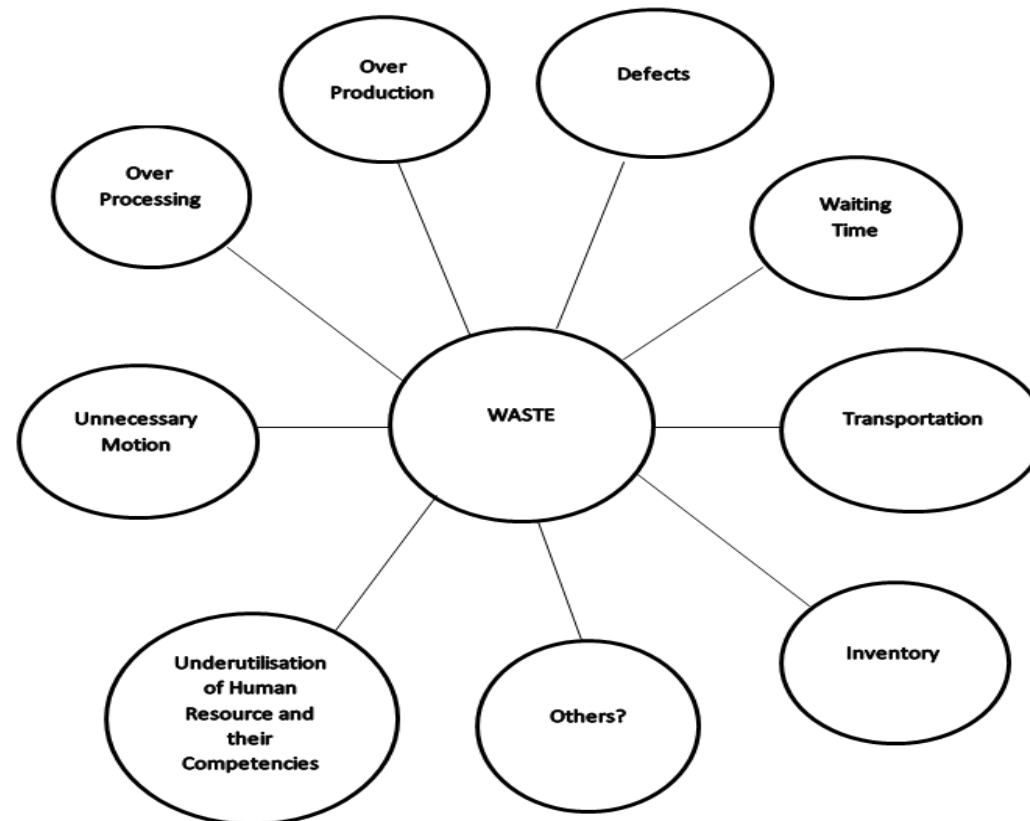 Over
Production
Defects
Over
Processing
Waiting
Time
Unnecessary
Motion
WASTE
Transportation
Underutilisation
of Human
Resource and
their
Competencies
Others?
Inventory